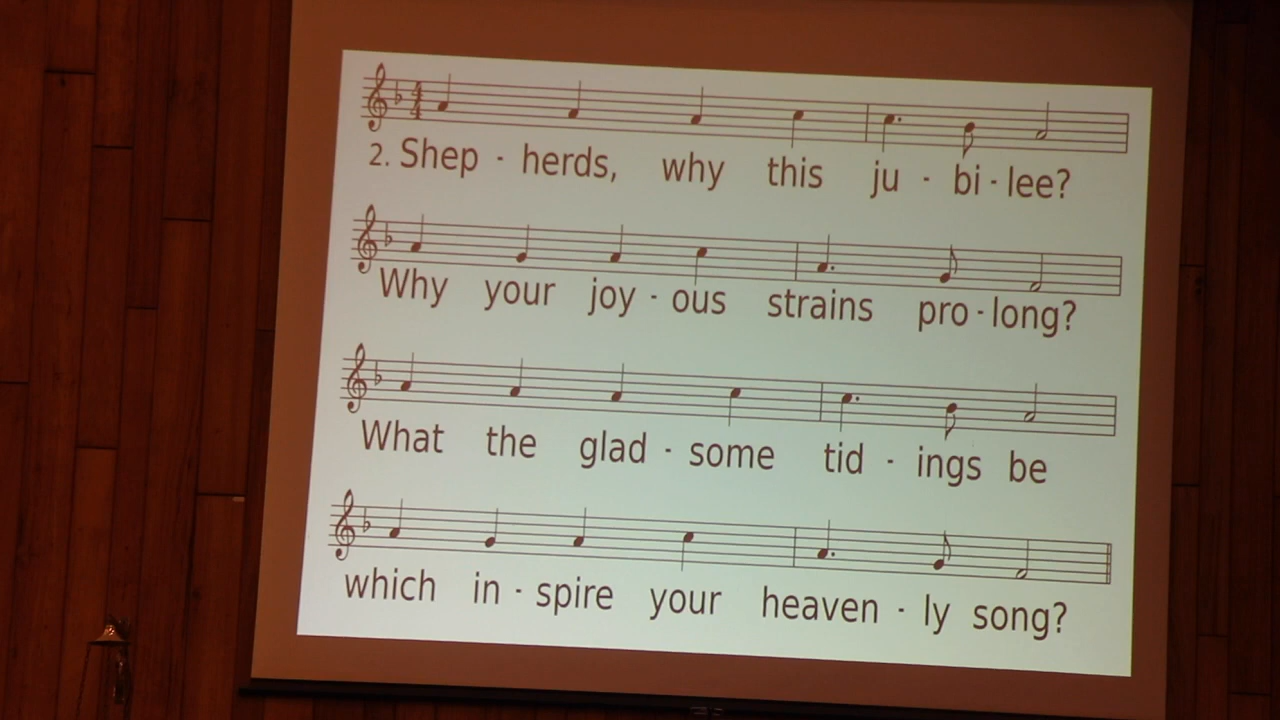 2. Shep - herds, why this ju - bi - lee?
Why your joy - ous strains pro - long?
What the glad - some tid - ings be
which in - spire your heaven - ly song?